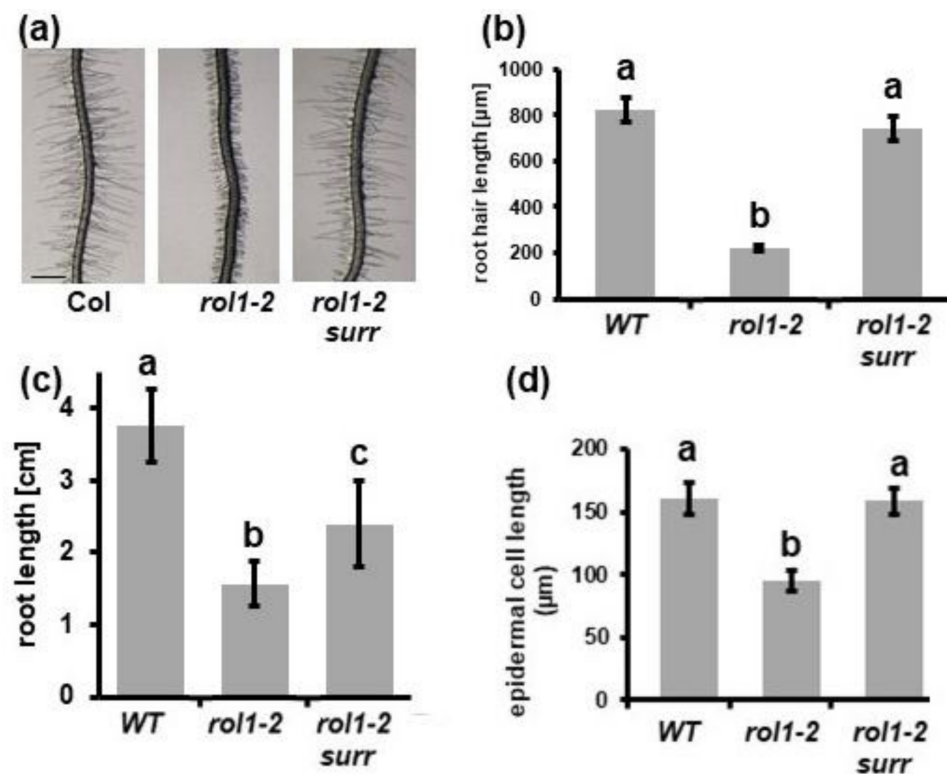 (a)
Col
rol1-2
rol1-2
surr
(b)
root hair length [µm]
1000
800
600
400
200
0
a
b
a
WT
rol1-2
rol1-2
surr
(c)
root length [cm]
4
3
2
1
0
a
b
c
WT
rol1-2
rol1-2
surr
(d)
epidermal cell length
(µm)
200
150
100
50
0
a
b
a
WT
rol1-2
rol1-2
surr